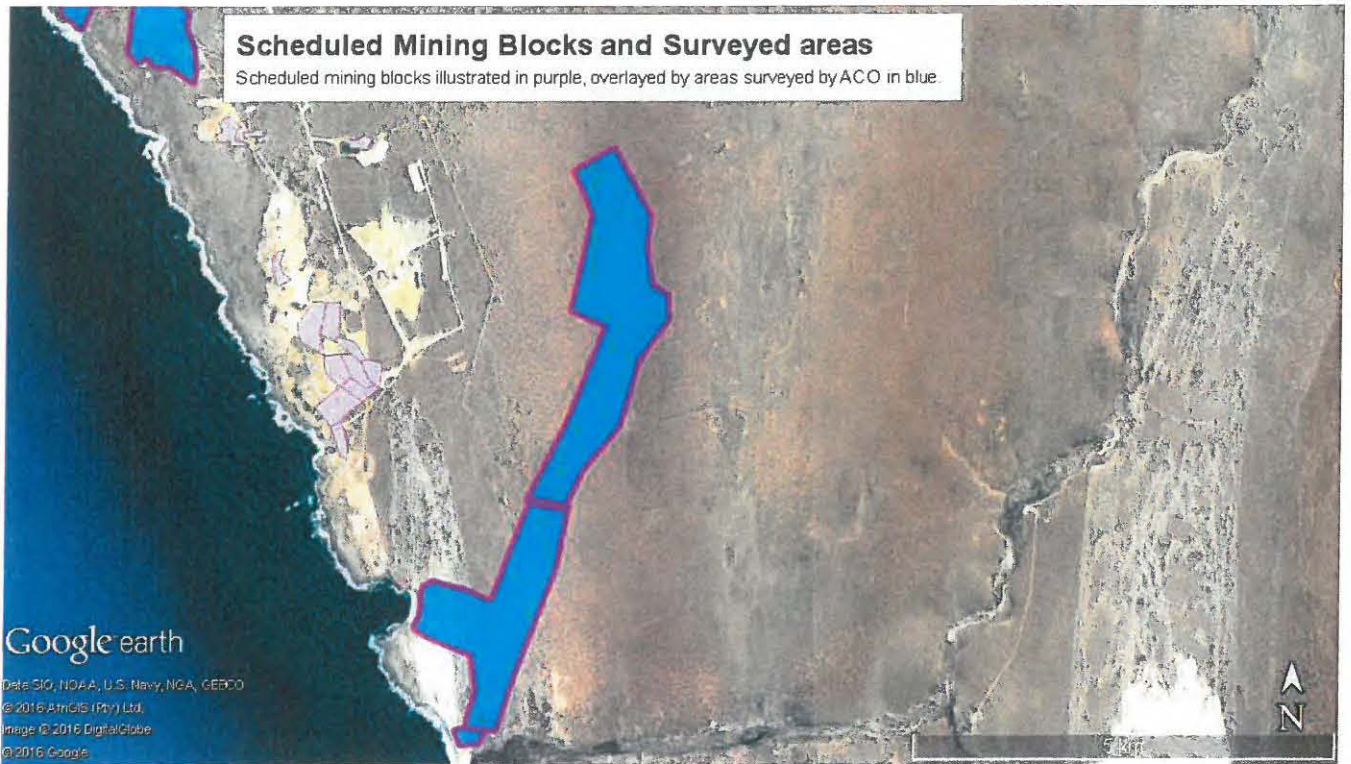 Scheduled Mining Blocks and Surveyed areas
Scheduled mining blocks illustrated in purple, overlayed by areas surveyed by ACO in blue.
Google earth
Data SIO, NOAA, U.S. Navy, NGA, GEBCO
© 2016 AfriGIS (Pty) Ltd.
Image © 2016 DigitalGlobe
© 2016 Google
N
5 km